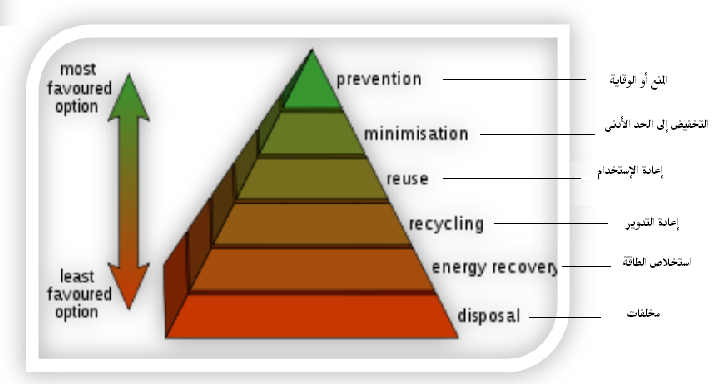 most
favoured
option
prevention
المنع أو الوقاية
minimisation
التخفيض إلى الحد الأدنى
reuse
إعادة الإستخدام
recycling
إعادة التدوير
energy recovery
استخلاص الطاقة
least
favoured
option
disposal
مخلفات